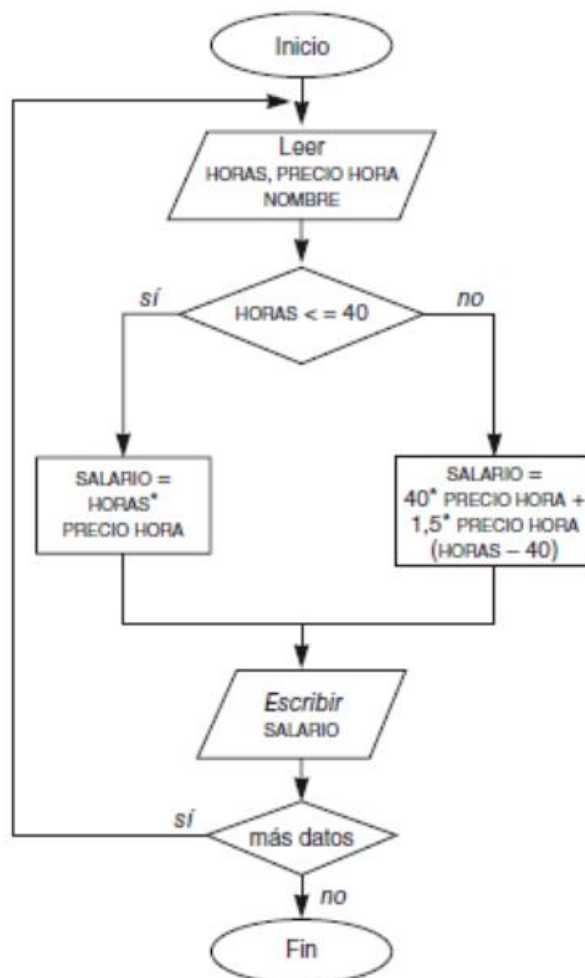 Inicio
Leer
HORAS, PRECIO HORA
NOMBRE
sí
HORAS < = 40
no
SALARIO =
HORAS*
PRECIO HORA
SALARIO =
40* PRECIO HORA +
1,5* PRECIO HORA
(HORAS – 40)
Escribir
SALARIO
sí
más datos
no
Fin